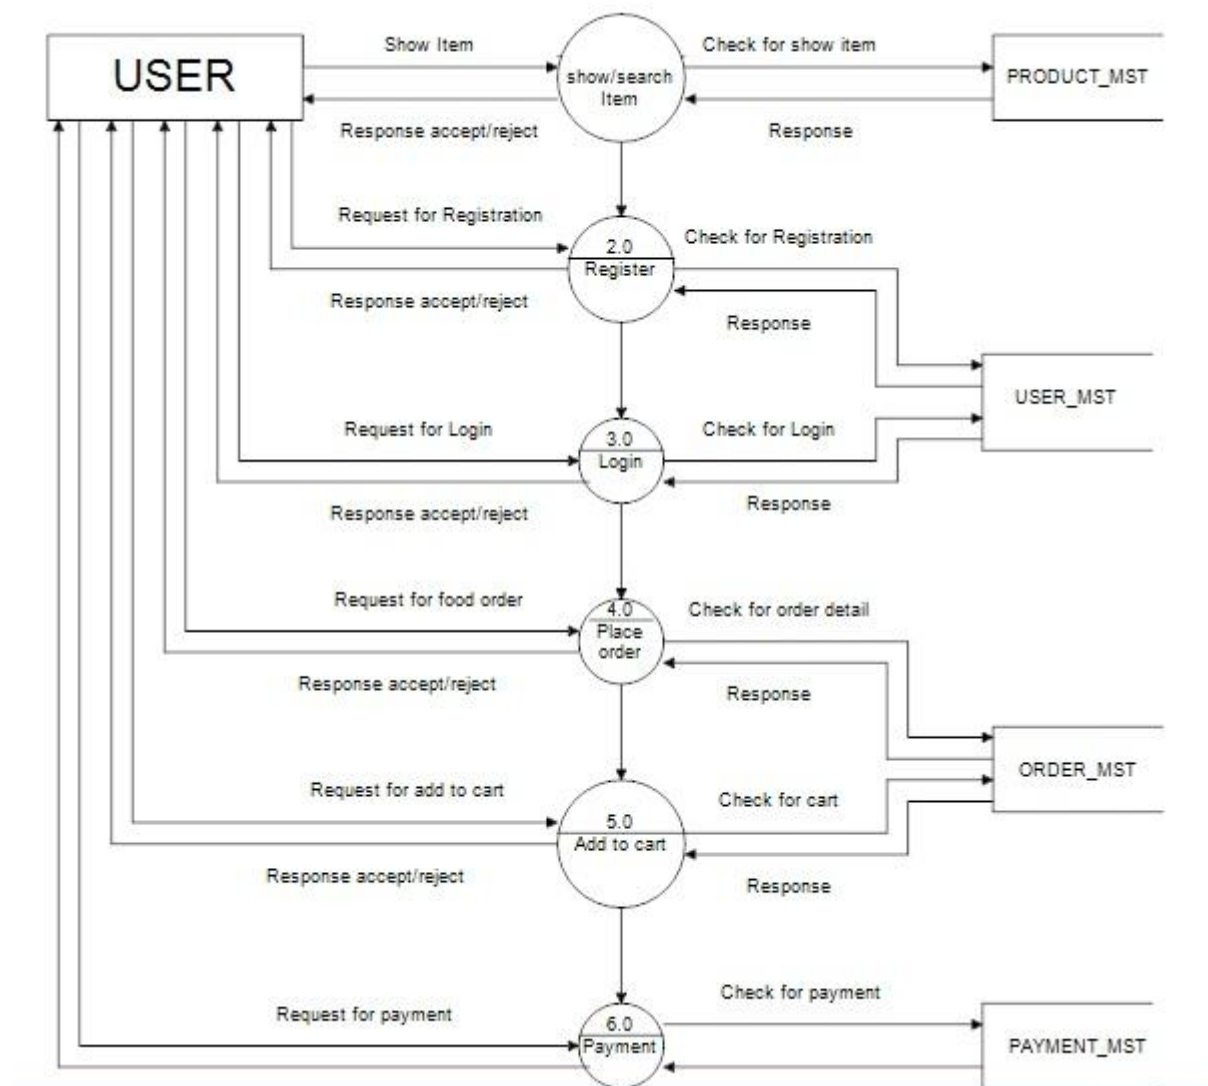 Show Item
Check for show item
USER
show/search
Item
PRODUCT_MST
Response accept/reject
Response
Request for Registration
Check for Registration
2.0
Register
Response accept/reject
Response
USER_MST
Request for Login
Check for Login
3.0
Login
Response accept/reject
Response
Request for food order
Check for order detail
4.0
Place
order
Response accept/reject
Response
ORDER_MST
Request for add to cart
Check for cart
5.0
Add to cart
Response accept/reject
Response
Check for payment
Request for payment
6.0
Payment
PAYMENT_MST